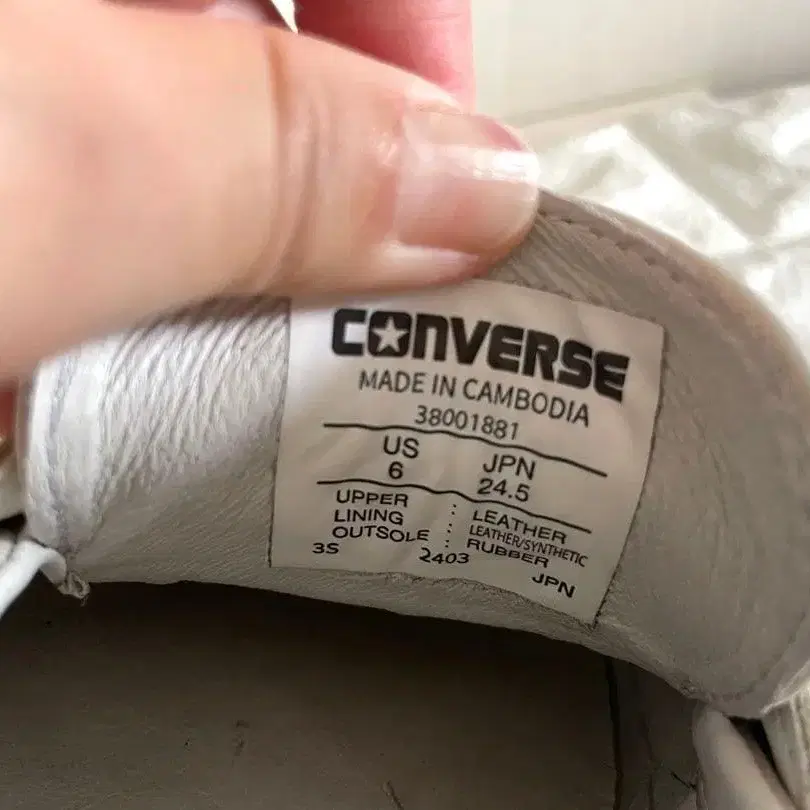 CONVERSE
MADE IN CAMBODIA
38001881
US JPN
6 24.5
UPPER : LEATHER
LINING : LEATHER/SYNTHETIC
OUTSOLE : RUBBER
3S 2403 JPN